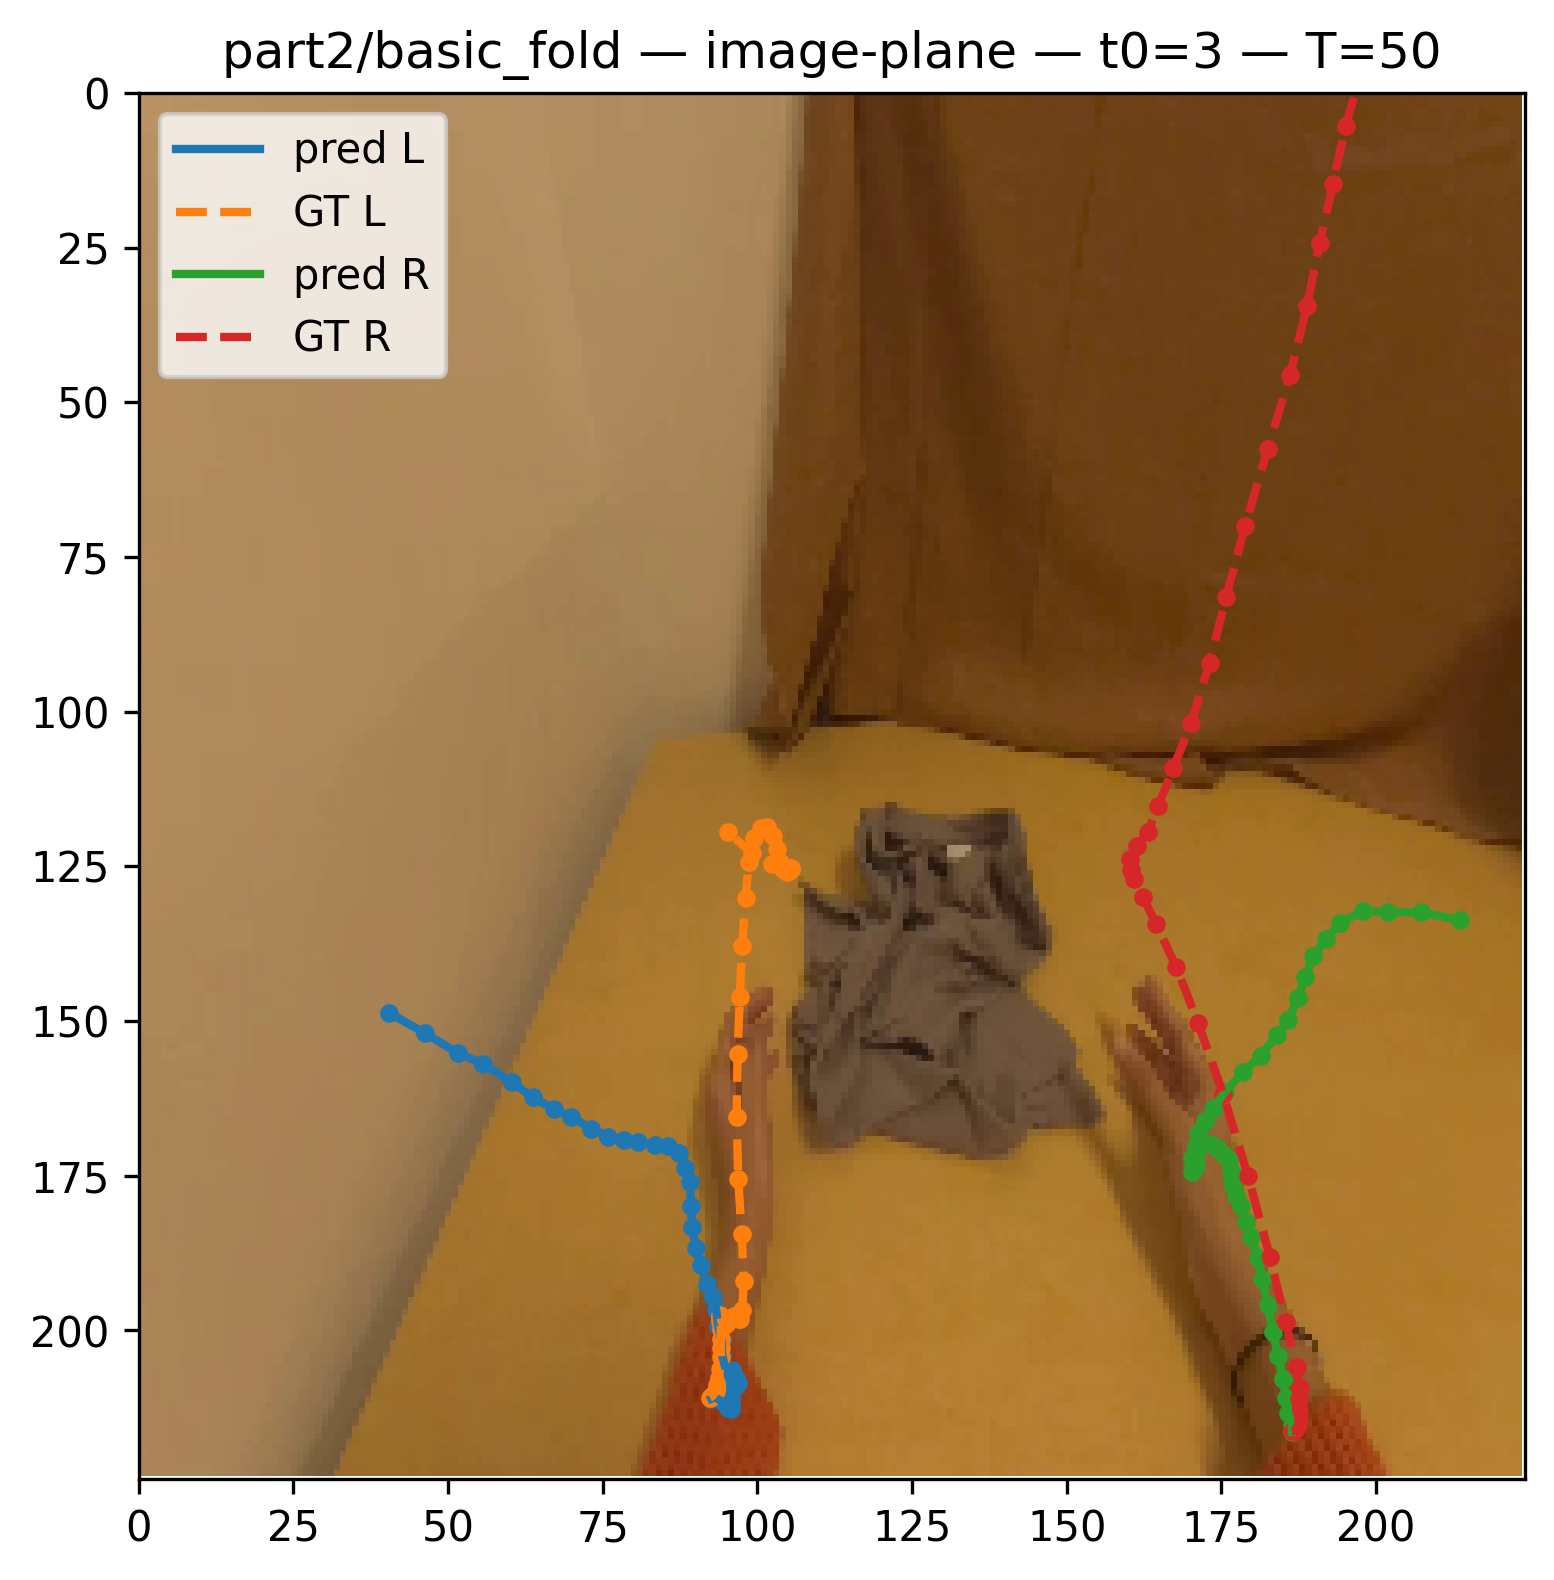 part2/basic_fold — image-plane — t0=3 — T=50
pred L
GT L
pred R
GT R
0
25
50
75
100
125
150
175
200
0 25 50 75 100 125 150 175 200